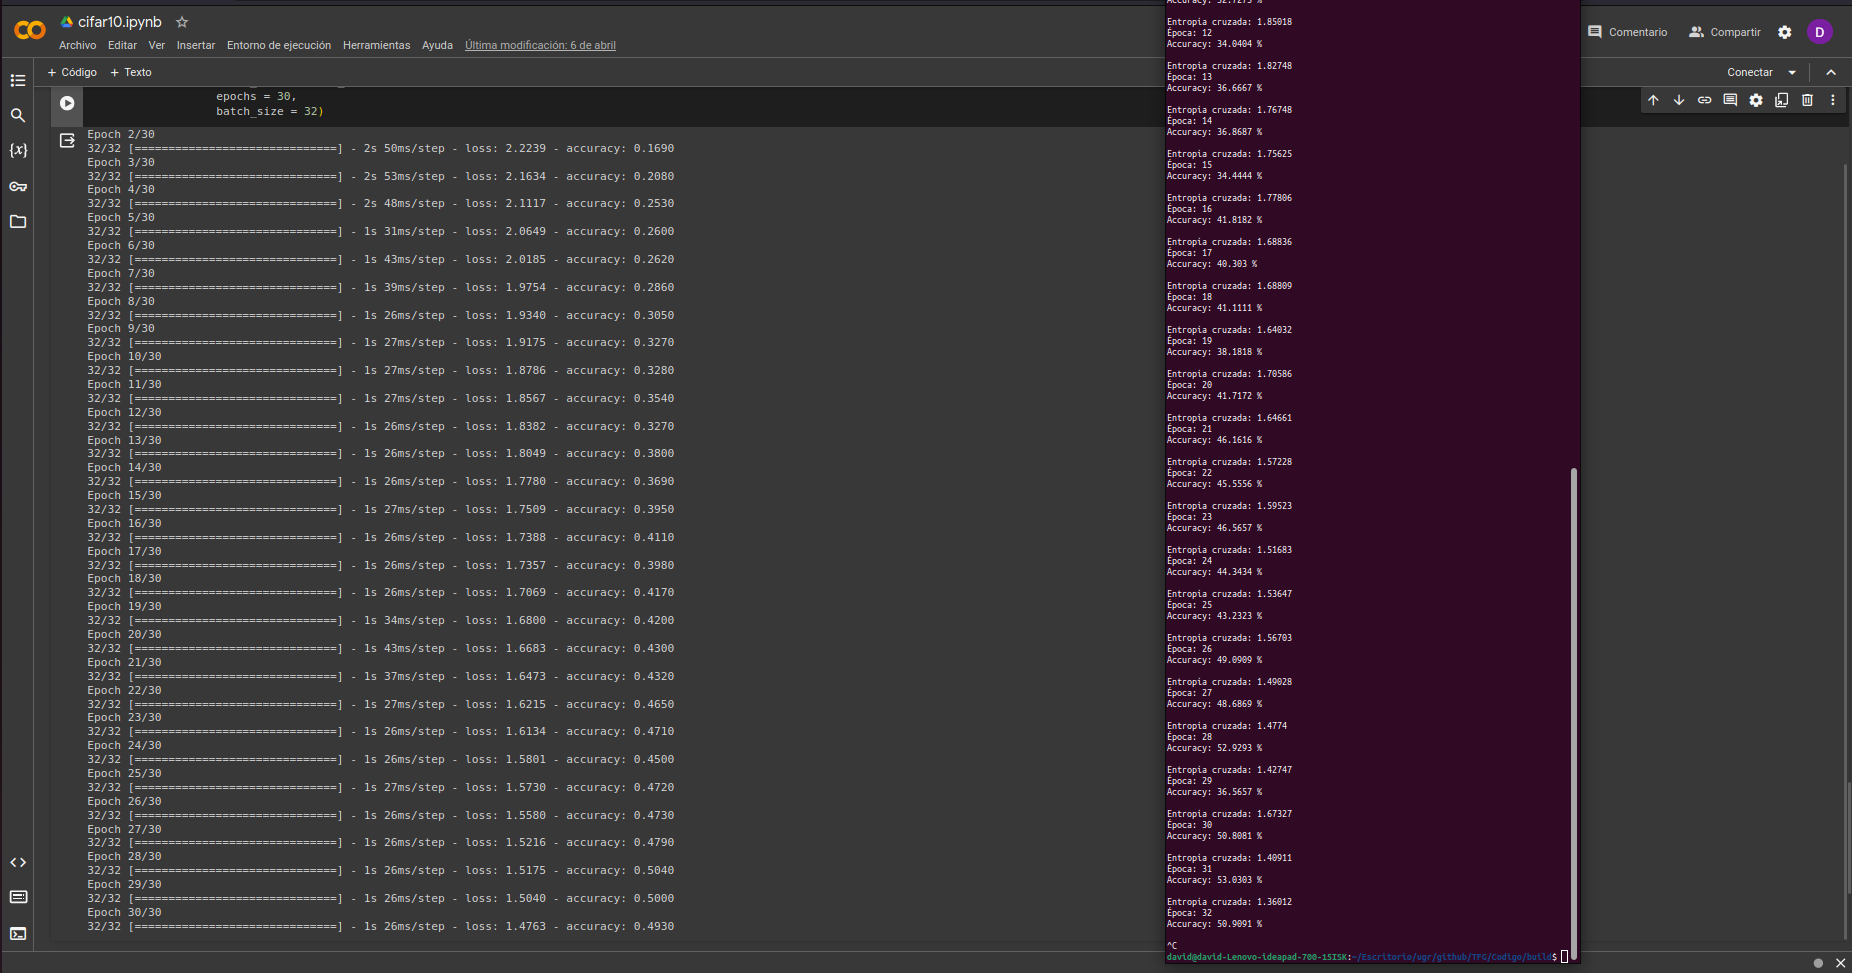 cifar10.ipynb
Archivo Editar Ver Insertar Entorno de ejecución Herramientas Ayuda Última modificación: 6 de abril
Comentario Compartir D
+ Código + Texto
Conectar
epochs = 30,
batch_size = 32)
Epoch 2/30
32/32 [==============================] - 2s 50ms/step - loss: 2.2239 - accuracy: 0.1690
Epoch 3/30
32/32 [==============================] - 2s 53ms/step - loss: 2.1634 - accuracy: 0.2080
Epoch 4/30
32/32 [==============================] - 2s 48ms/step - loss: 2.1117 - accuracy: 0.2530
Epoch 5/30
32/32 [==============================] - 1s 31ms/step - loss: 2.0649 - accuracy: 0.2600
Epoch 6/30
32/32 [==============================] - 1s 43ms/step - loss: 2.0185 - accuracy: 0.2620
Epoch 7/30
32/32 [==============================] - 1s 39ms/step - loss: 1.9754 - accuracy: 0.2860
Epoch 8/30
32/32 [==============================] - 1s 26ms/step - loss: 1.9340 - accuracy: 0.3050
Epoch 9/30
32/32 [==============================] - 1s 27ms/step - loss: 1.9175 - accuracy: 0.3270
Epoch 10/30
32/32 [==============================] - 1s 27ms/step - loss: 1.8786 - accuracy: 0.3280
Epoch 11/30
32/32 [==============================] - 1s 27ms/step - loss: 1.8567 - accuracy: 0.3540
Epoch 12/30
32/32 [==============================] - 1s 26ms/step - loss: 1.8382 - accuracy: 0.3270
Epoch 13/30
32/32 [==============================] - 1s 26ms/step - loss: 1.8049 - accuracy: 0.3800
Epoch 14/30
32/32 [==============================] - 1s 26ms/step - loss: 1.7780 - accuracy: 0.3690
Epoch 15/30
32/32 [==============================] - 1s 27ms/step - loss: 1.7509 - accuracy: 0.3950
Epoch 16/30
32/32 [==============================] - 1s 26ms/step - loss: 1.7388 - accuracy: 0.4110
Epoch 17/30
32/32 [==============================] - 1s 26ms/step - loss: 1.7357 - accuracy: 0.3980
Epoch 18/30
32/32 [==============================] - 1s 26ms/step - loss: 1.7069 - accuracy: 0.4170
Epoch 19/30
32/32 [==============================] - 1s 34ms/step - loss: 1.6800 - accuracy: 0.4200
Epoch 20/30
32/32 [==============================] - 1s 43ms/step - loss: 1.6683 - accuracy: 0.4300
Epoch 21/30
32/32 [==============================] - 1s 37ms/step - loss: 1.6473 - accuracy: 0.4320
Epoch 22/30
32/32 [==============================] - 1s 27ms/step - loss: 1.6215 - accuracy: 0.4650
Epoch 23/30
32/32 [==============================] - 1s 26ms/step - loss: 1.6134 - accuracy: 0.4710
Epoch 24/30
32/32 [==============================] - 1s 26ms/step - loss: 1.5801 - accuracy: 0.4500
Epoch 25/30
32/32 [==============================] - 1s 27ms/step - loss: 1.5730 - accuracy: 0.4720
Epoch 26/30
32/32 [==============================] - 1s 26ms/step - loss: 1.5580 - accuracy: 0.4730
Epoch 27/30
32/32 [==============================] - 1s 26ms/step - loss: 1.5216 - accuracy: 0.4790
Epoch 28/30
32/32 [==============================] - 1s 26ms/step - loss: 1.5175 - accuracy: 0.5040
Epoch 29/30
32/32 [==============================] - 1s 26ms/step - loss: 1.5040 - accuracy: 0.5000
Epoch 30/30
32/32 [==============================] - 1s 26ms/step - loss: 1.4763 - accuracy: 0.4930
Entropia cruzada: 1.85018
Época: 12
Accuracy: 34.0404 %
Entropia cruzada: 1.82748
Época: 13
Accuracy: 36.6667 %
Entropia cruzada: 1.76748
Época: 14
Accuracy: 36.8687 %
Entropia cruzada: 1.75625
Época: 15
Accuracy: 34.4444 %
Entropia cruzada: 1.77806
Época: 16
Accuracy: 41.8182 %
Entropia cruzada: 1.68836
Época: 17
Accuracy: 40.303 %
Entropia cruzada: 1.68809
Época: 18
Accuracy: 41.1111 %
Entropia cruzada: 1.64032
Época: 19
Accuracy: 38.1818 %
Entropia cruzada: 1.70586
Época: 20
Accuracy: 41.7172 %
Entropia cruzada: 1.64661
Época: 21
Accuracy: 46.1616 %
Entropia cruzada: 1.57228
Época: 22
Accuracy: 45.5556 %
Entropia cruzada: 1.59523
Época: 23
Accuracy: 46.5657 %
Entropia cruzada: 1.51683
Época: 24
Accuracy: 44.3434 %
Entropia cruzada: 1.53647
Época: 25
Accuracy: 43.2323 %
Entropia cruzada: 1.56703
Época: 26
Accuracy: 49.0909 %
Entropia cruzada: 1.49028
Época: 27
Accuracy: 48.6869 %
Entropia cruzada: 1.4774
Época: 28
Accuracy: 52.9293 %
Entropia cruzada: 1.42747
Época: 29
Accuracy: 36.5657 %
Entropia cruzada: 1.67327
Época: 30
Accuracy: 50.8081 %
Entropia cruzada: 1.40911
Época: 31
Accuracy: 53.0303 %
Entropia cruzada: 1.36012
Época: 32
Accuracy: 50.9091 %
^C
david@david-Lenovo-ideapad-700-15ISK:~/Escritorio/ugr/github/TFG/Codigo/build$